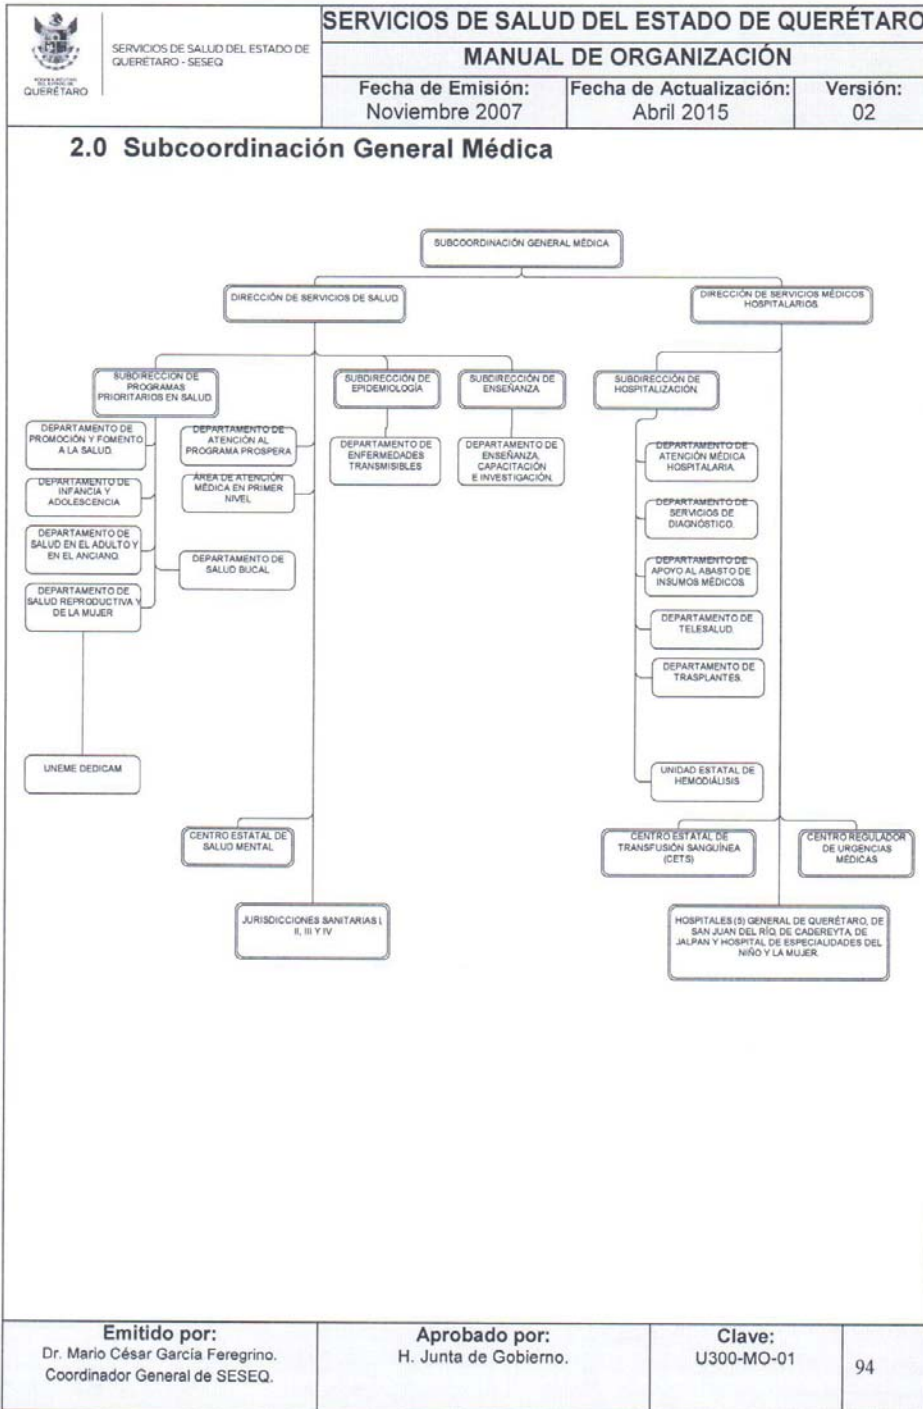 SERVICIOS DE SALUD DEL ESTADO DE
QUERÉTARO - SESEQ
QUERÉTARO
SERVICIOS DE SALUD DEL ESTADO DE QUERÉTARO
MANUAL DE ORGANIZACIÓN
Fecha de Emisión:
Noviembre 2007
Fecha de Actualización:
Abril 2015
Versión:
02
2.0 Subcoordinación General Médica
SUBCOORDINACIÓN GENERAL MÉDICA
DIRECCIÓN DE SERVICIOS DE SALUD
DIRECCIÓN DE SERVICIOS MÉDICOS
HOSPITALARIOS.
SUBDIRECCIÓN DE
PROGRAMAS
PRIORITARIOS EN SALUD.
SUBDIRECCIÓN DE
EPIDEMIOLOGÍA
SUBDIRECCIÓN DE
ENSEÑANZA.
SUBDIRECCIÓN DE
HOSPITALIZACIÓN.
DEPARTAMENTO DE
PROMOCIÓN Y FOMENTO
A LA SALUD.
DEPARTAMENTO DE
INFANCIA Y
ADOLESCENCIA
DEPARTAMENTO DE
SALUD EN EL ADULTO Y
EN EL ANCIANO.
DEPARTAMENTO DE
SALUD REPRODUCTIVA Y
DE LA MUJER
UNEME DEDICAM
DEPARTAMENTO DE
ATENCIÓN AL
PROGRAMA PROSPERA
ÁREA DE ATENCIÓN
MÉDICA EN PRIMER
NIVEL
DEPARTAMENTO DE
SALUD BUCAL
DEPARTAMENTO DE
ENFERMEDADES
TRANSMISIBLES
DEPARTAMENTO DE
ENSEÑANZA,
CAPACITACIÓN
E INVESTIGACIÓN.
DEPARTAMENTO DE
ATENCIÓN MÉDICA
HOSPITALARIA.
DEPARTAMENTO DE
SERVICIOS DE
DIAGNÓSTICO.
DEPARTAMENTO DE
APOYO AL ABASTO DE
INSUMOS MÉDICOS
DEPARTAMENTO DE
TELESALUD.
DEPARTAMENTO DE
TRASPLANTES.
UNIDAD ESTATAL DE
HEMODIÁLISIS
CENTRO ESTATAL DE
SALUD MENTAL
CENTRO ESTATAL DE
TRANSFUSIÓN SANGUÍNEA
(CETS)
CENTRO REGULADOR
DE URGENCIAS
MÉDICAS
JURISDICCIONES SANITARIAS I,
II, III Y IV
HOSPITALES (5) GENERAL DE QUERÉTARO, DE
SAN JUAN DEL RÍO, DE CADEREYTA, DE
JALPAN Y HOSPITAL DE ESPECIALIDADES DEL
NIÑO Y LA MUJER.
Emitido por:
Dr. Mario César García Feregrino.
Coordinador General de SESEQ.
Aprobado por:
H. Junta de Gobierno.
Clave:
U300-MO-01
94